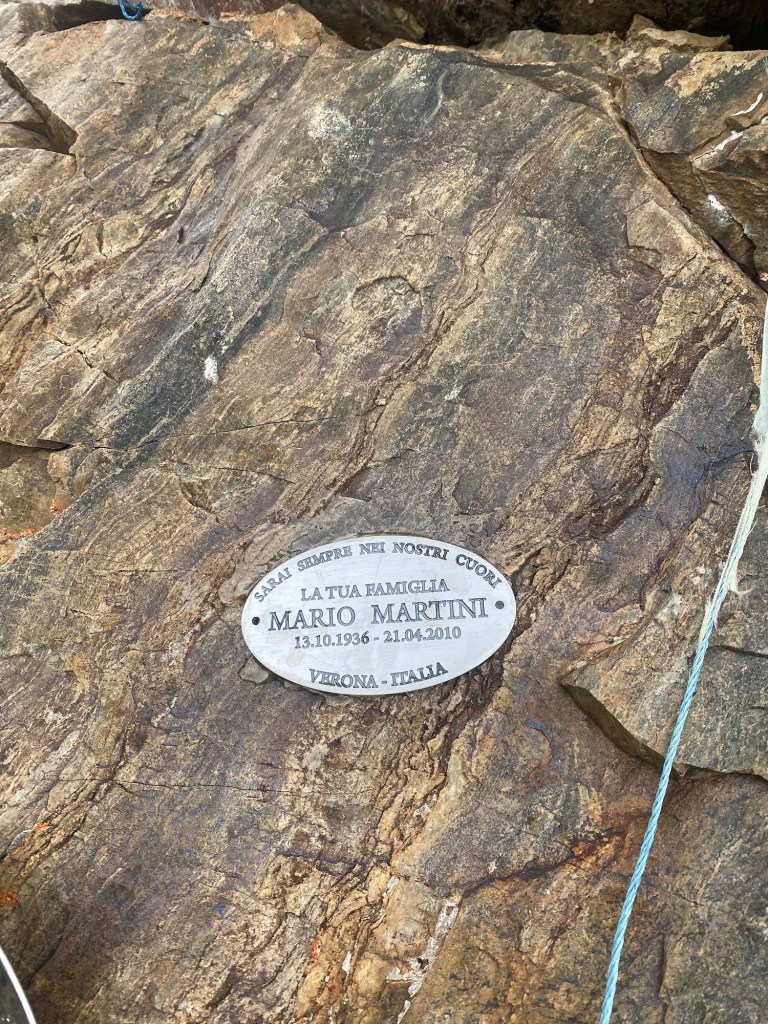 SARAI SEMPRE NEI NOSTRI CUORI
LA TUA FAMIGLIA
MARIO MARTINI
13.10.1936 - 21.04.2010
VERONA - ITALIA